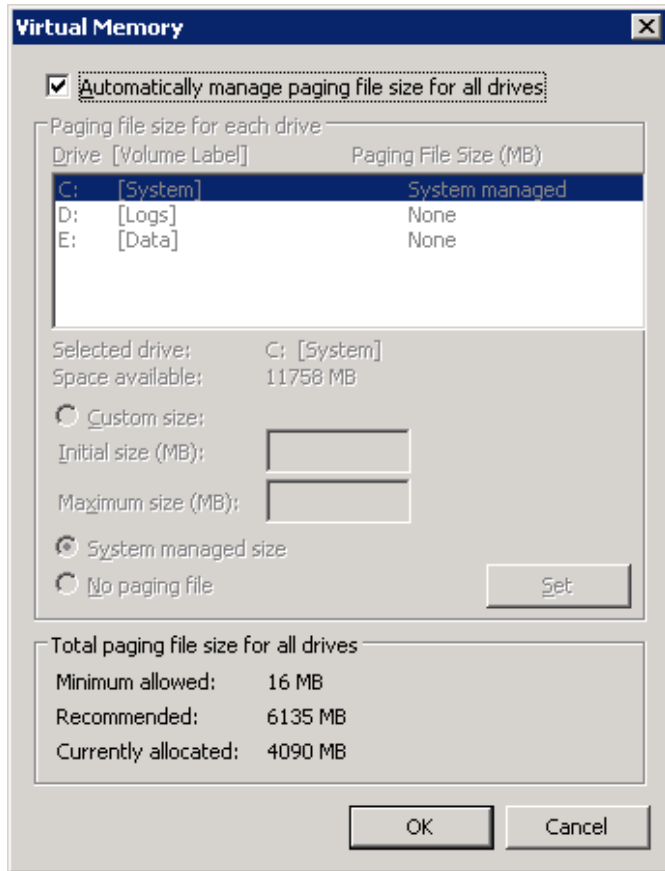 Virtual Memory
Automatically manage paging file size for all drives
Paging file size for each drive
Drive [Volume Label] Paging File Size (MB)
C: [System] System managed
D: [Logs] None
E: [Data] None
Selected drive: C: [System]
Space available: 11758 MB
Custom size:
Initial size (MB):
Maximum size (MB):
System managed size
No paging file Set
Total paging file size for all drives
Minimum allowed: 16 MB
Recommended: 6135 MB
Currently allocated: 4090 MB
OK Cancel